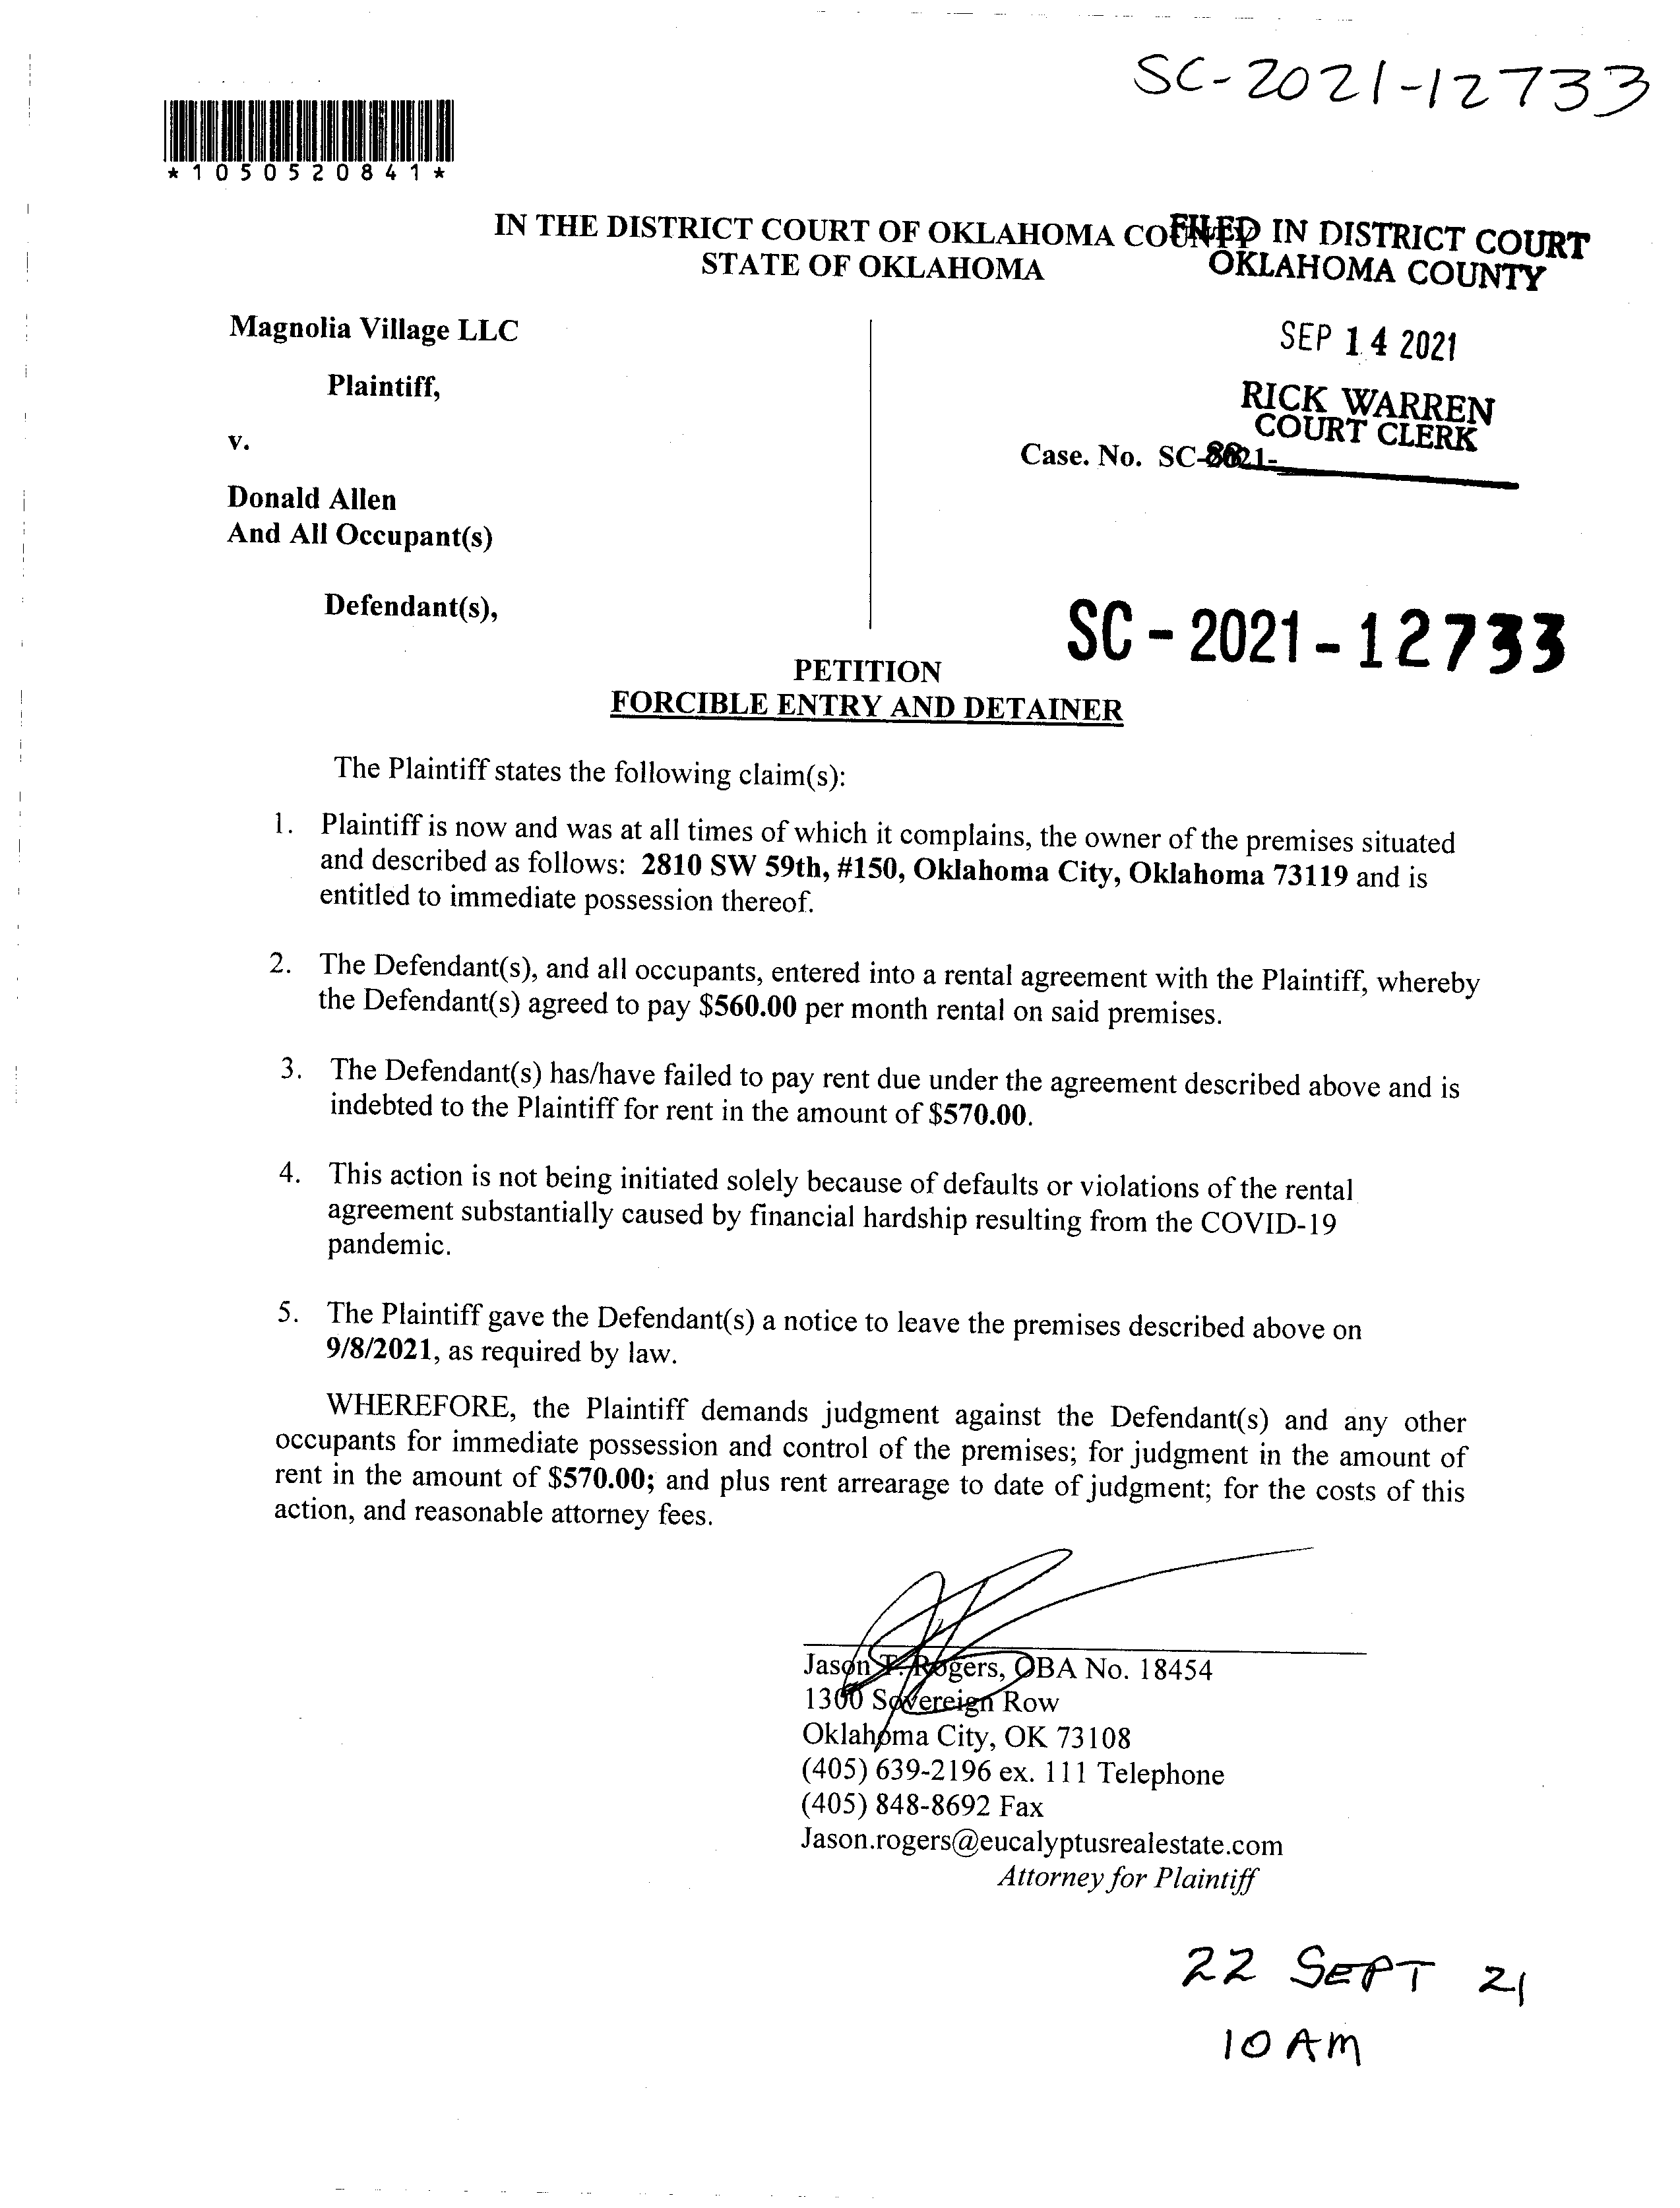 SC-2021-12733
*1050520841*
IN THE DISTRICT COURT OF OKLAHOMA COUNTY
STATE OF OKLAHOMA
FILED IN DISTRICT COURT
OKLAHOMA COUNTY
SEP 14 2021
RICK WARREN
COURT CLERK
Magnolia Village LLC
Plaintiff,
v.
Case. No. SC-2021-
Donald Allen
And All Occupant(s)
Defendant(s),
SC-2021-12733
PETITION
FORCIBLE ENTRY AND DETAINER
The Plaintiff states the following claim(s):
1. Plaintiff is now and was at all times of which it complains, the owner of the premises situated
and described as follows: 2810 SW 59th, #150, Oklahoma City, Oklahoma 73119 and is
entitled to immediate possession thereof.
2. The Defendant(s), and all occupants, entered into a rental agreement with the Plaintiff, whereby
the Defendant(s) agreed to pay $560.00 per month rental on said premises.
3. The Defendant(s) has/have failed to pay rent due under the agreement described above and is
indebted to the Plaintiff for rent in the amount of $570.00.
4. This action is not being initiated solely because of defaults or violations of the rental
agreement substantially caused by financial hardship resulting from the COVID-19
pandemic.
5. The Plaintiff gave the Defendant(s) a notice to leave the premises described above on
9/8/2021, as required by law.
WHEREFORE, the Plaintiff demands judgment against the Defendant(s) and any other
occupants for immediate possession and control of the premises; for judgment in the amount of
rent in the amount of $570.00; and plus rent arrearage to date of judgment; for the costs of this
action, and reasonable attorney fees.
Jason T. Rogers, OBA No. 18454
1300 Sovereign Row
Oklahoma City, OK 73108
(405) 639-2196 ex. 111 Telephone
(405) 848-8692 Fax
Jason.rogers@eucalyptusrealestate.com
Attorney for Plaintiff
22 SEPT 21
10 AM